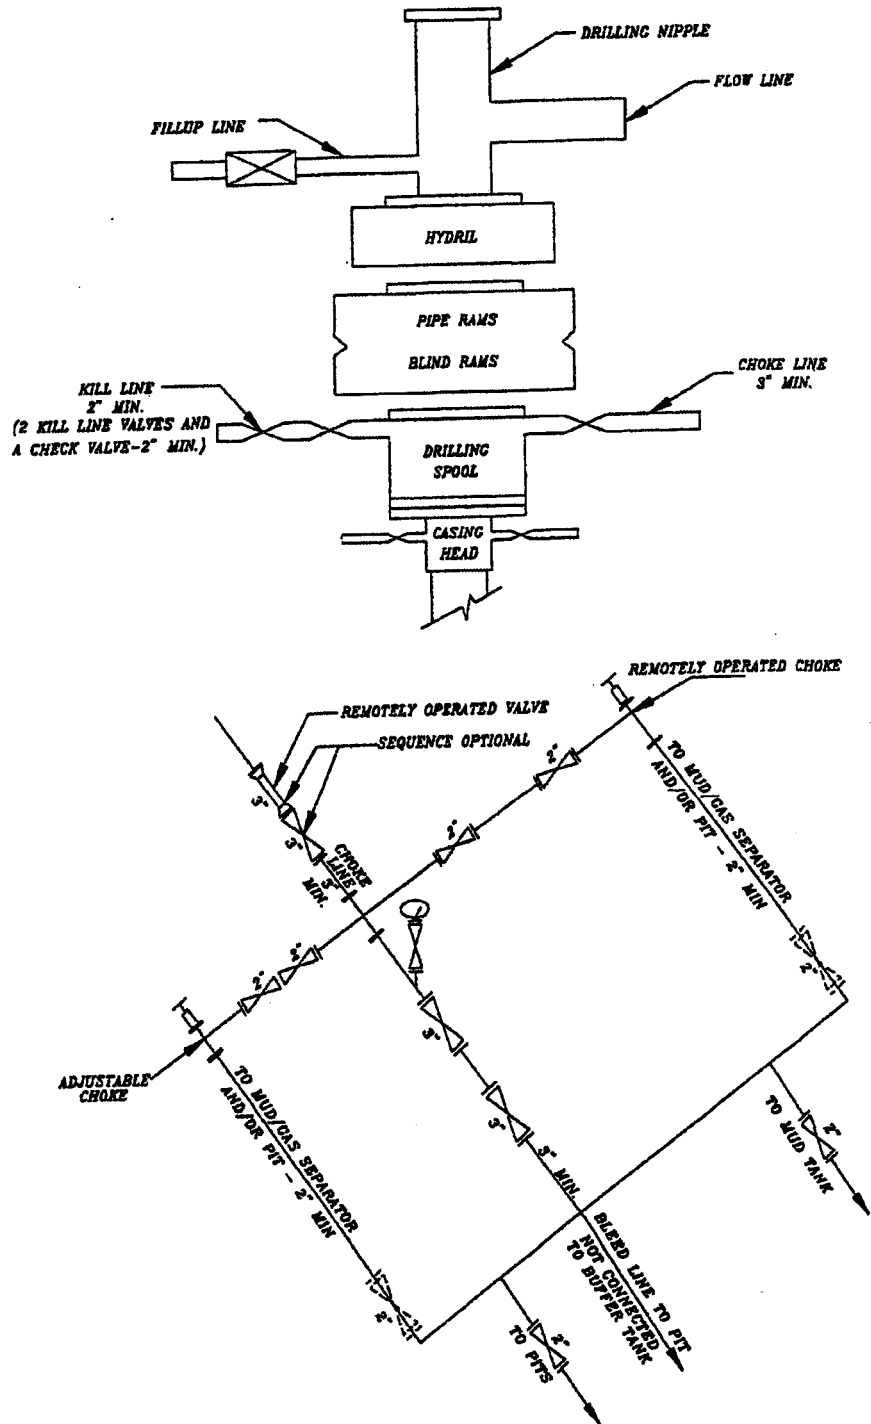 DRILLING NIPPLE
FLOW LINE
FILLUP LINE
HYDRIL
PIPE RAMS
BLIND RAMS
CHOKE LINE
3" MIN.
KILL LINE
2" MIN.
(2 KILL LINE VALVES AND
A CHECK VALVE-2" MIN.)
DRILLING
SPOOL
CASING
HEAD
REMOTELY OPERATED CHOKE
REMOTELY OPERATED VALVE
SEQUENCE OPTIONAL
3"
3"
CHOKE
LINE
3"
MIN.
2"
2"
TO MUD/GAS SEPARATOR
AND/OR PIT - 2" MIN
2"
2"
2"
3"
ADJUSTABLE
CHOKE
TO MUD/GAS SEPARATOR
AND/OR PIT - 2" MIN
2"
3"
3" MIN.
2"
TO MUD TANK
BLEED LINE TO PIT
NOT CONNECTED
TO BUFFER TANK
2"
TO PITS